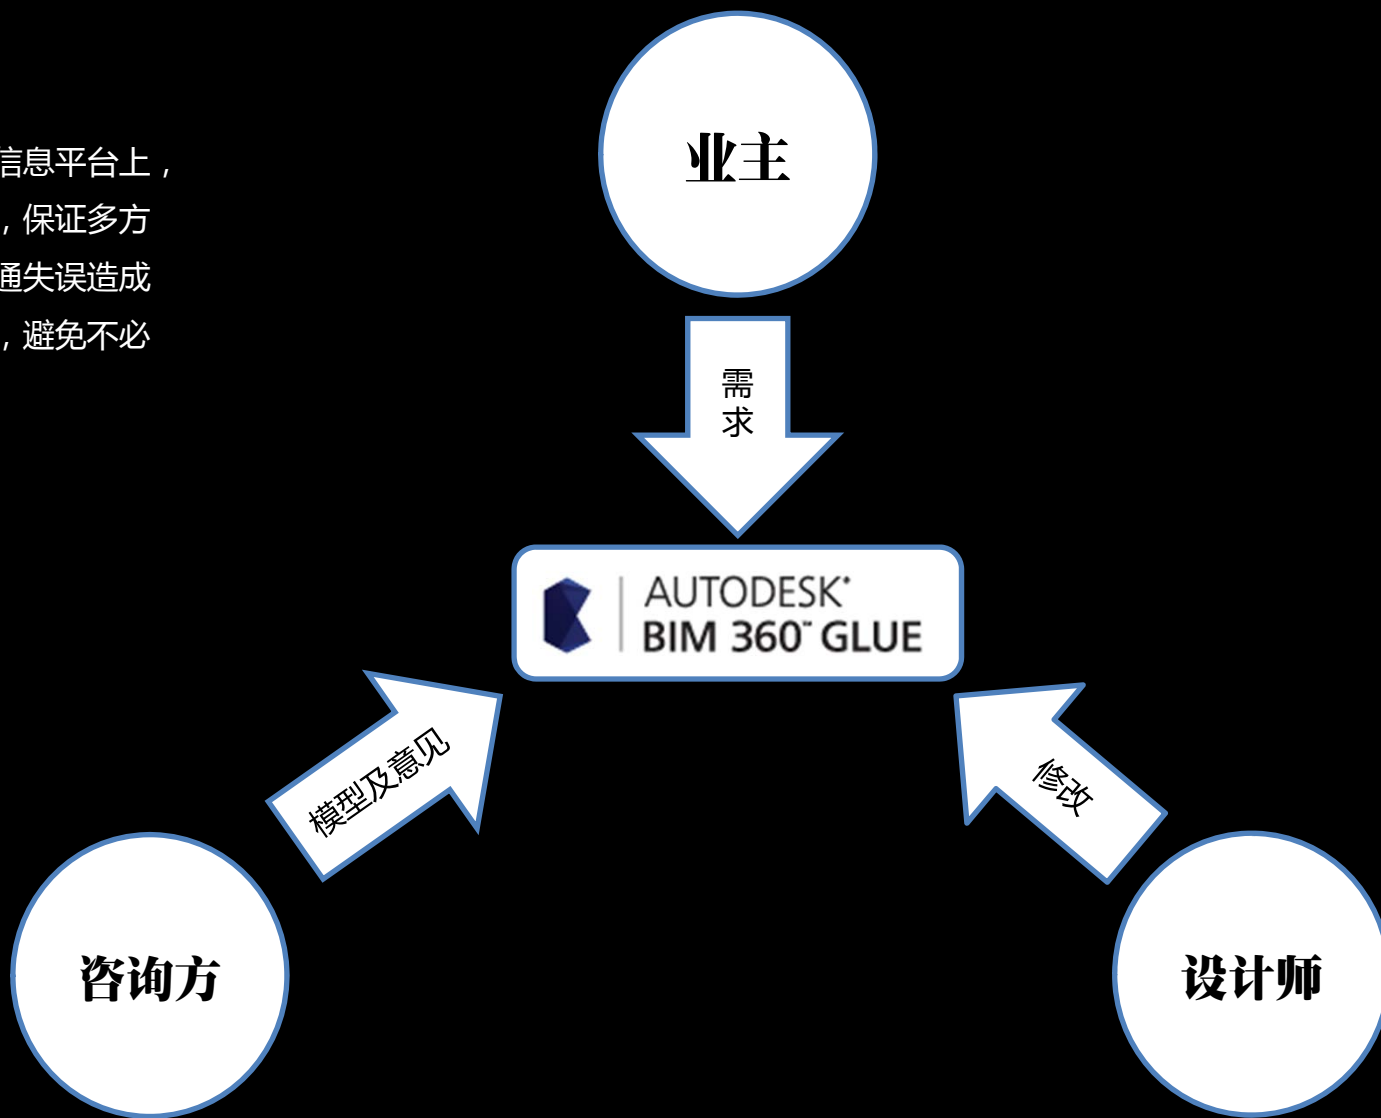 业主
信息平台上，
，保证多方
通失误造成
，避免不必
需
求
AUTODESK®
BIM 360™ GLUE
模型及意见
修改
咨询方
设计师